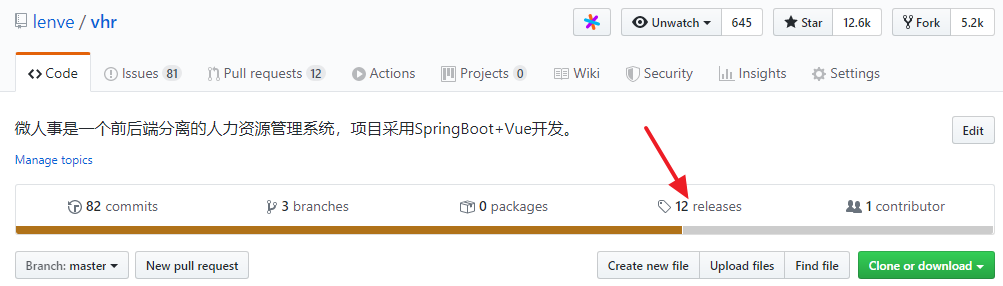 lenve / vhr
Unwatch 645 Star 12.6k Fork 5.2k
Code Issues 81 Pull requests 12 Actions Projects 0 Wiki Security Insights Settings
微人事是一个前后端分离的人力资源管理系统，项目采用SpringBoot+Vue开发。 Edit
Manage topics
82 commits 3 branches 0 packages 12 releases 1 contributor
Branch: master New pull request Create new file Upload files Find file Clone or download